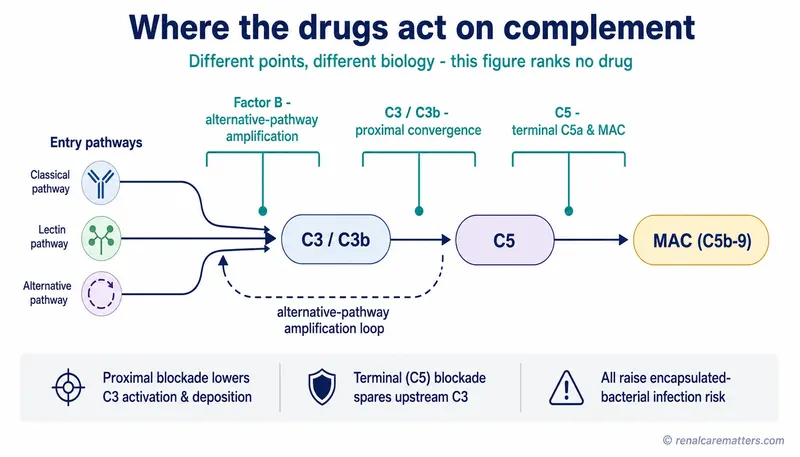 Where the drugs act on complement
Different points, different biology - this figure ranks no drug
Factor B -
alternative-pathway
amplification
C3 / C3b -
proximal convergence
C5 -
terminal C5a & MAC
Entry pathways
Classical
pathway
Lectin
pathway
Alternative
pathway
C3 / C3b
C5
MAC (C5b-9)
alternative-pathway
amplification loop
Proximal blockade lowers
C3 activation & deposition
Terminal (C5) blockade
spares upstream C3
All raise encapsulated-
bacterial infection risk
© renalcarematters.com